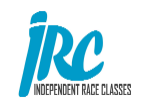 IRC
INDEPENDENT RACE CLASSES